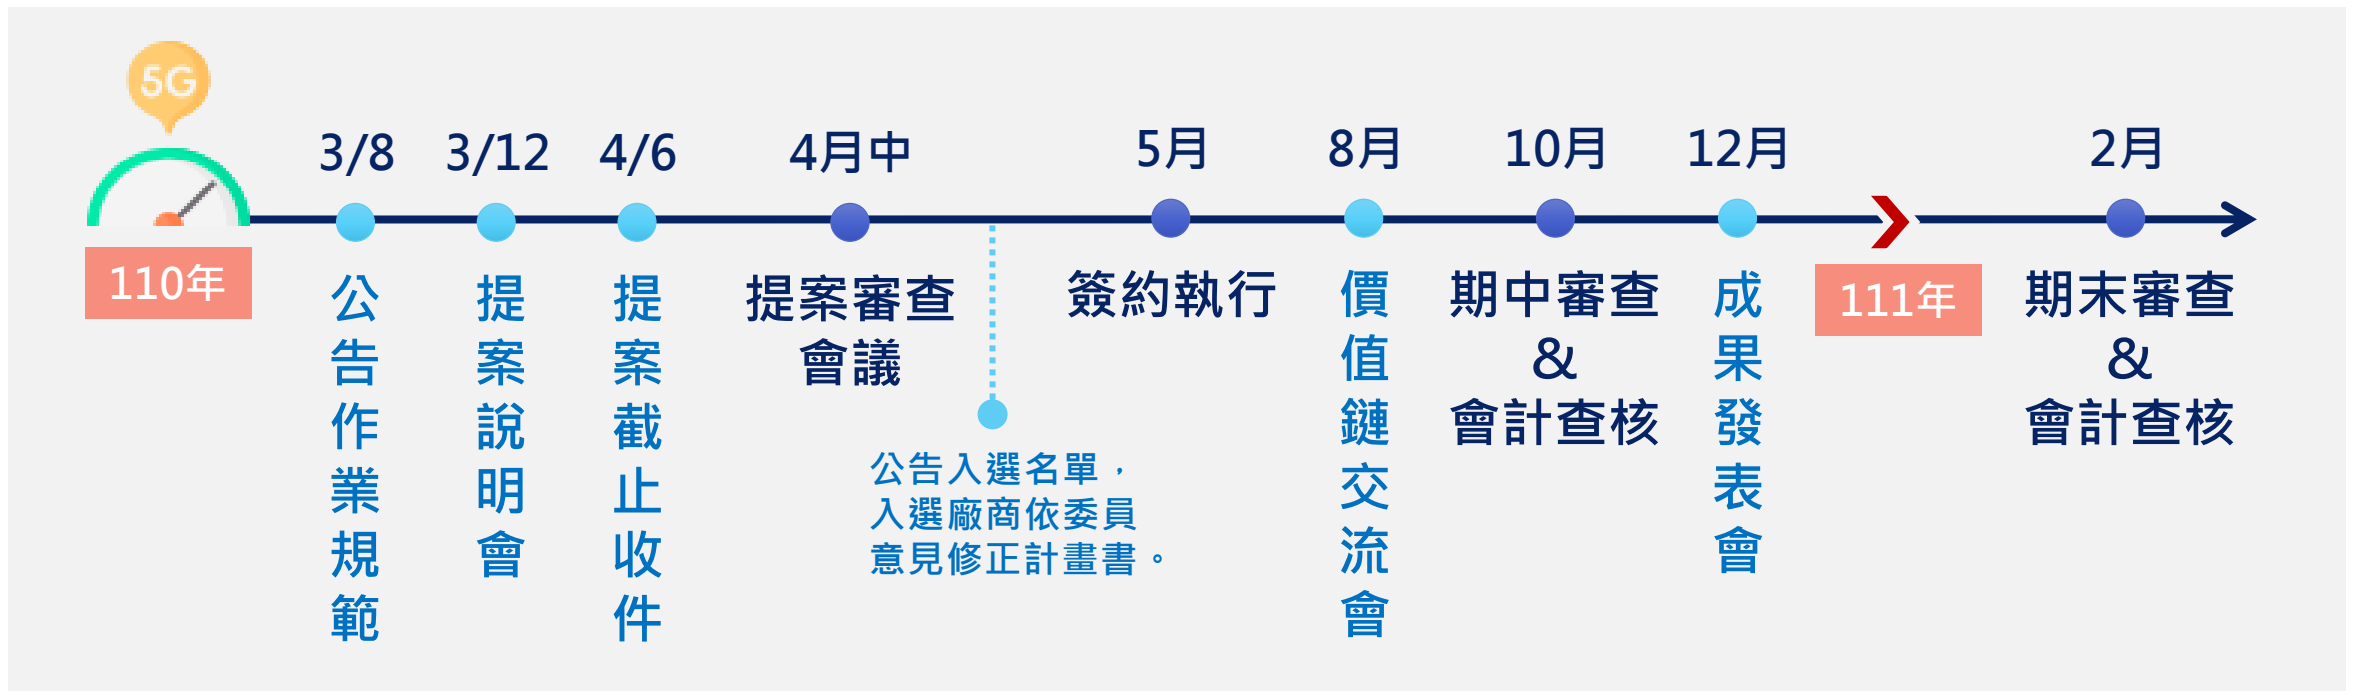 5G
110年
3/8
公告作業規範
3/12
提案說明會
4/6
提案截止收件
4月中
提案審查
會議
公告入選名單，
入選廠商依委員
意見修正計畫書。
5月
簽約執行
8月
價值鏈交流會
10月
期中審查
&
會計查核
12月
成果發表會
111年
2月
期末審查
&
會計查核